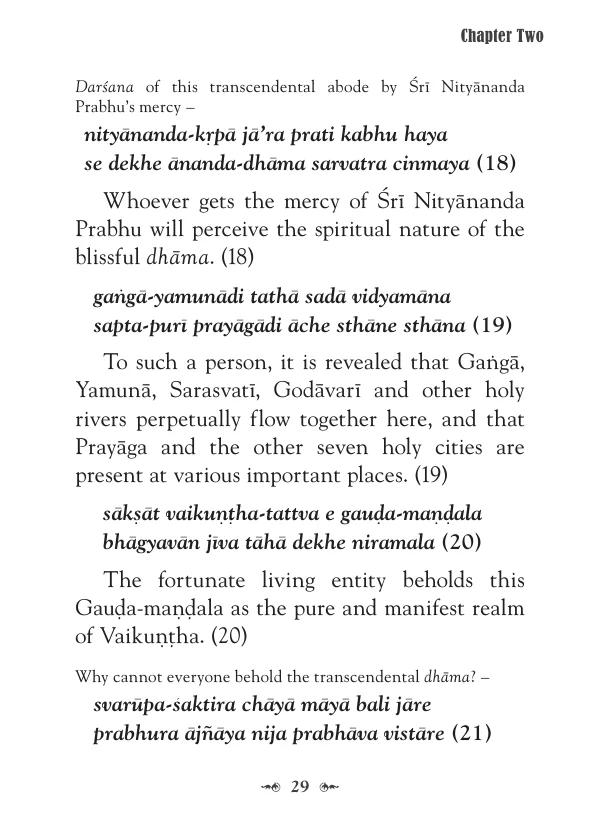 Chapter Two
Darśana of this transcendental abode by Śrī Nityānanda
Prabhu's mercy –
nityānanda-kṛpā jā'ra prati kabhu haya
se dekhe ānanda-dhāma sarvatra cinmaya (18)
Whoever gets the mercy of Śrī Nityānanda
Prabhu will perceive the spiritual nature of the
blissful dhāma. (18)
gaṅgā-yamunādi tathā sadā vidyamāna
sapta-purī prayāgādi āche sthāne sthāna (19)
To such a person, it is revealed that Gaṅgā,
Yamunā, Sarasvatī, Godāvarī and other holy
rivers perpetually flow together here, and that
Prayāga and the other seven holy cities are
present at various important places. (19)
sākṣāt vaikuṇṭha-tattva e gauḍa-maṇḍala
bhāgyavān jīva tāhā dekhe niramala (20)
The fortunate living entity beholds this
Gauḍa-maṇḍala as the pure and manifest realm
of Vaikuṇṭha. (20)
Why cannot everyone behold the transcendental dhāma? –
svarūpa-śaktira chāyā māyā bali jāre
prabhura ājñāya nija prabhāva vistāre (21)
29